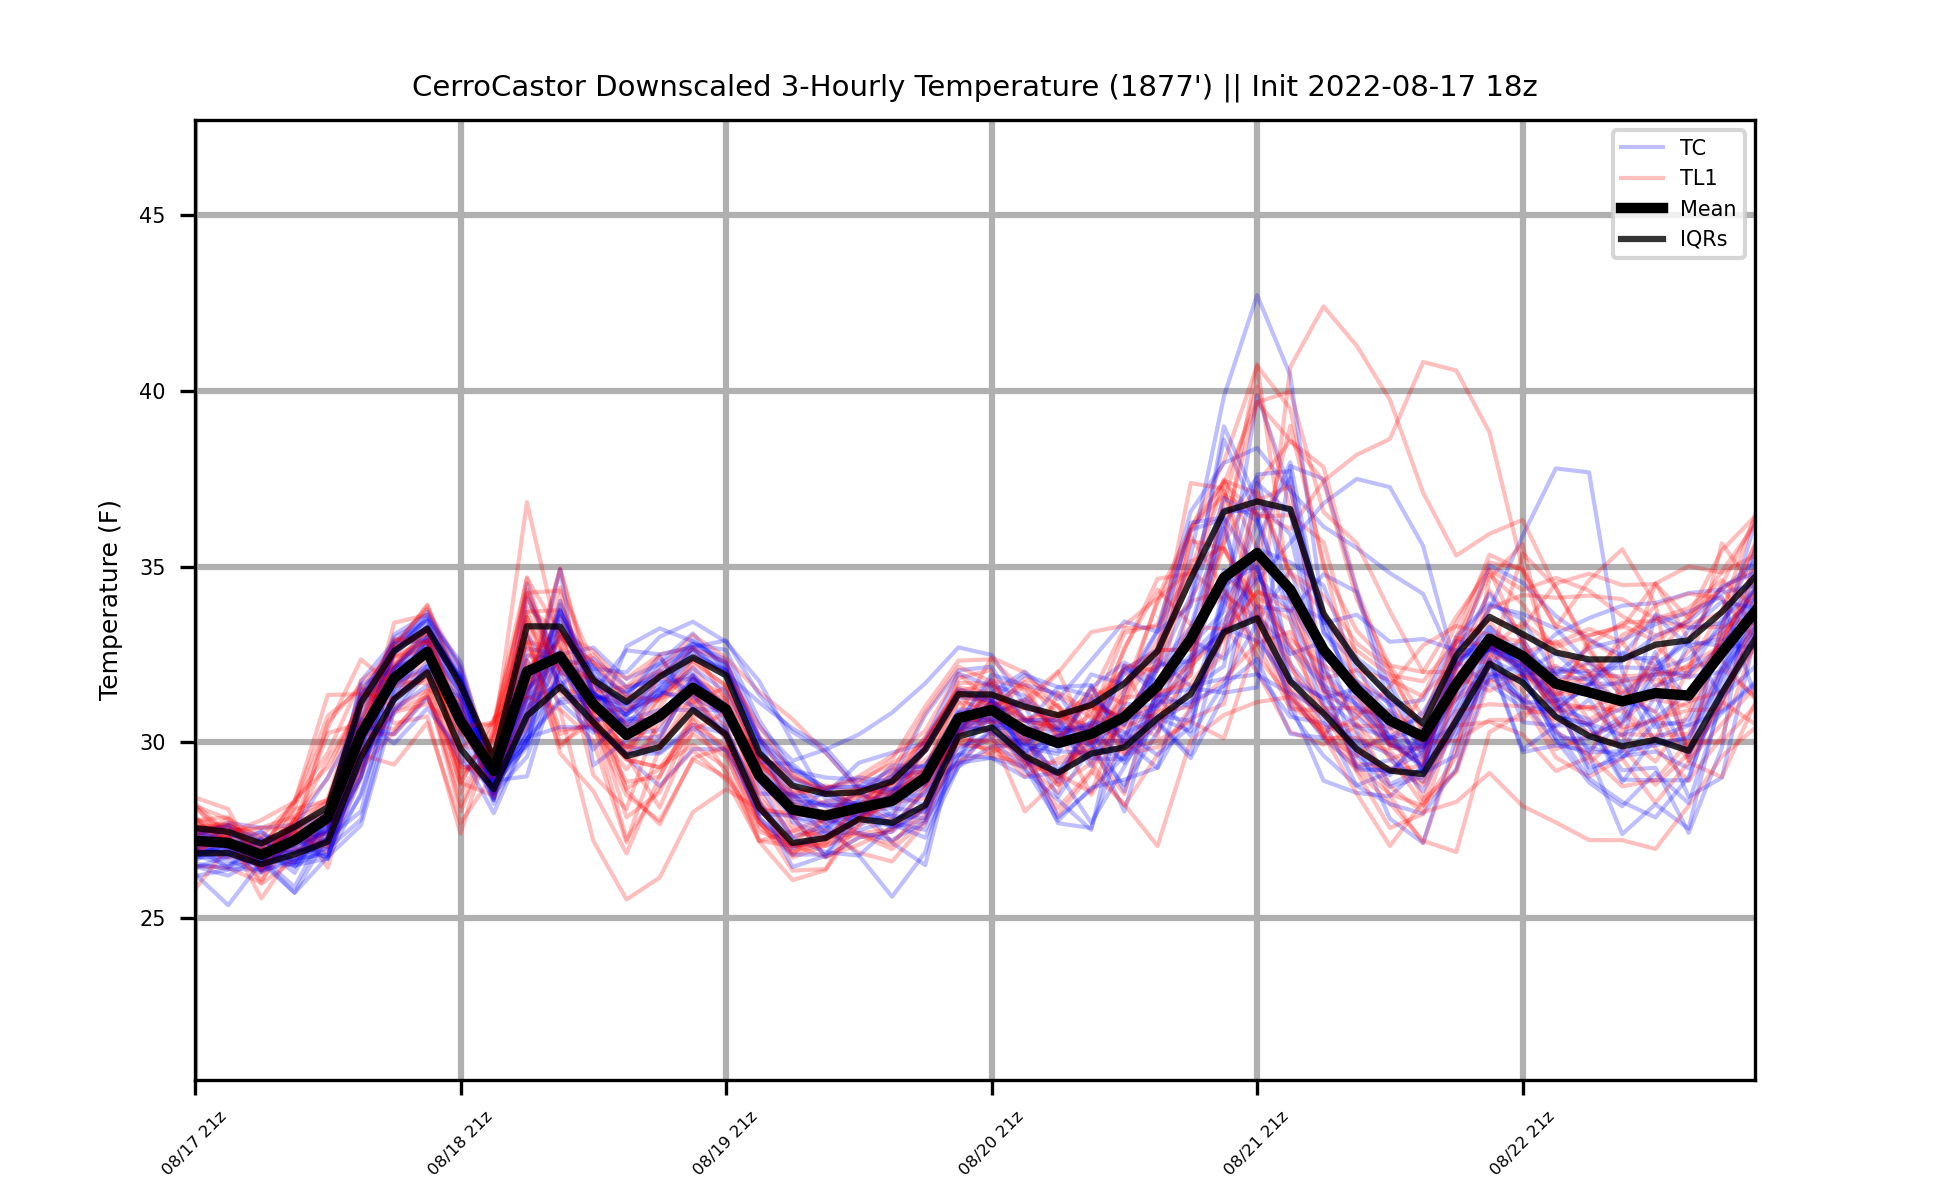 CerroCastor Downscaled 3-Hourly Temperature (1877') || Init 2022-08-17 18z
TC
TL1
Mean
IQRs
Temperature (F)
45
40
35
30
25
08/17 21z
08/18 21z
08/19 21z
08/20 21z
08/21 21z
08/22 21z